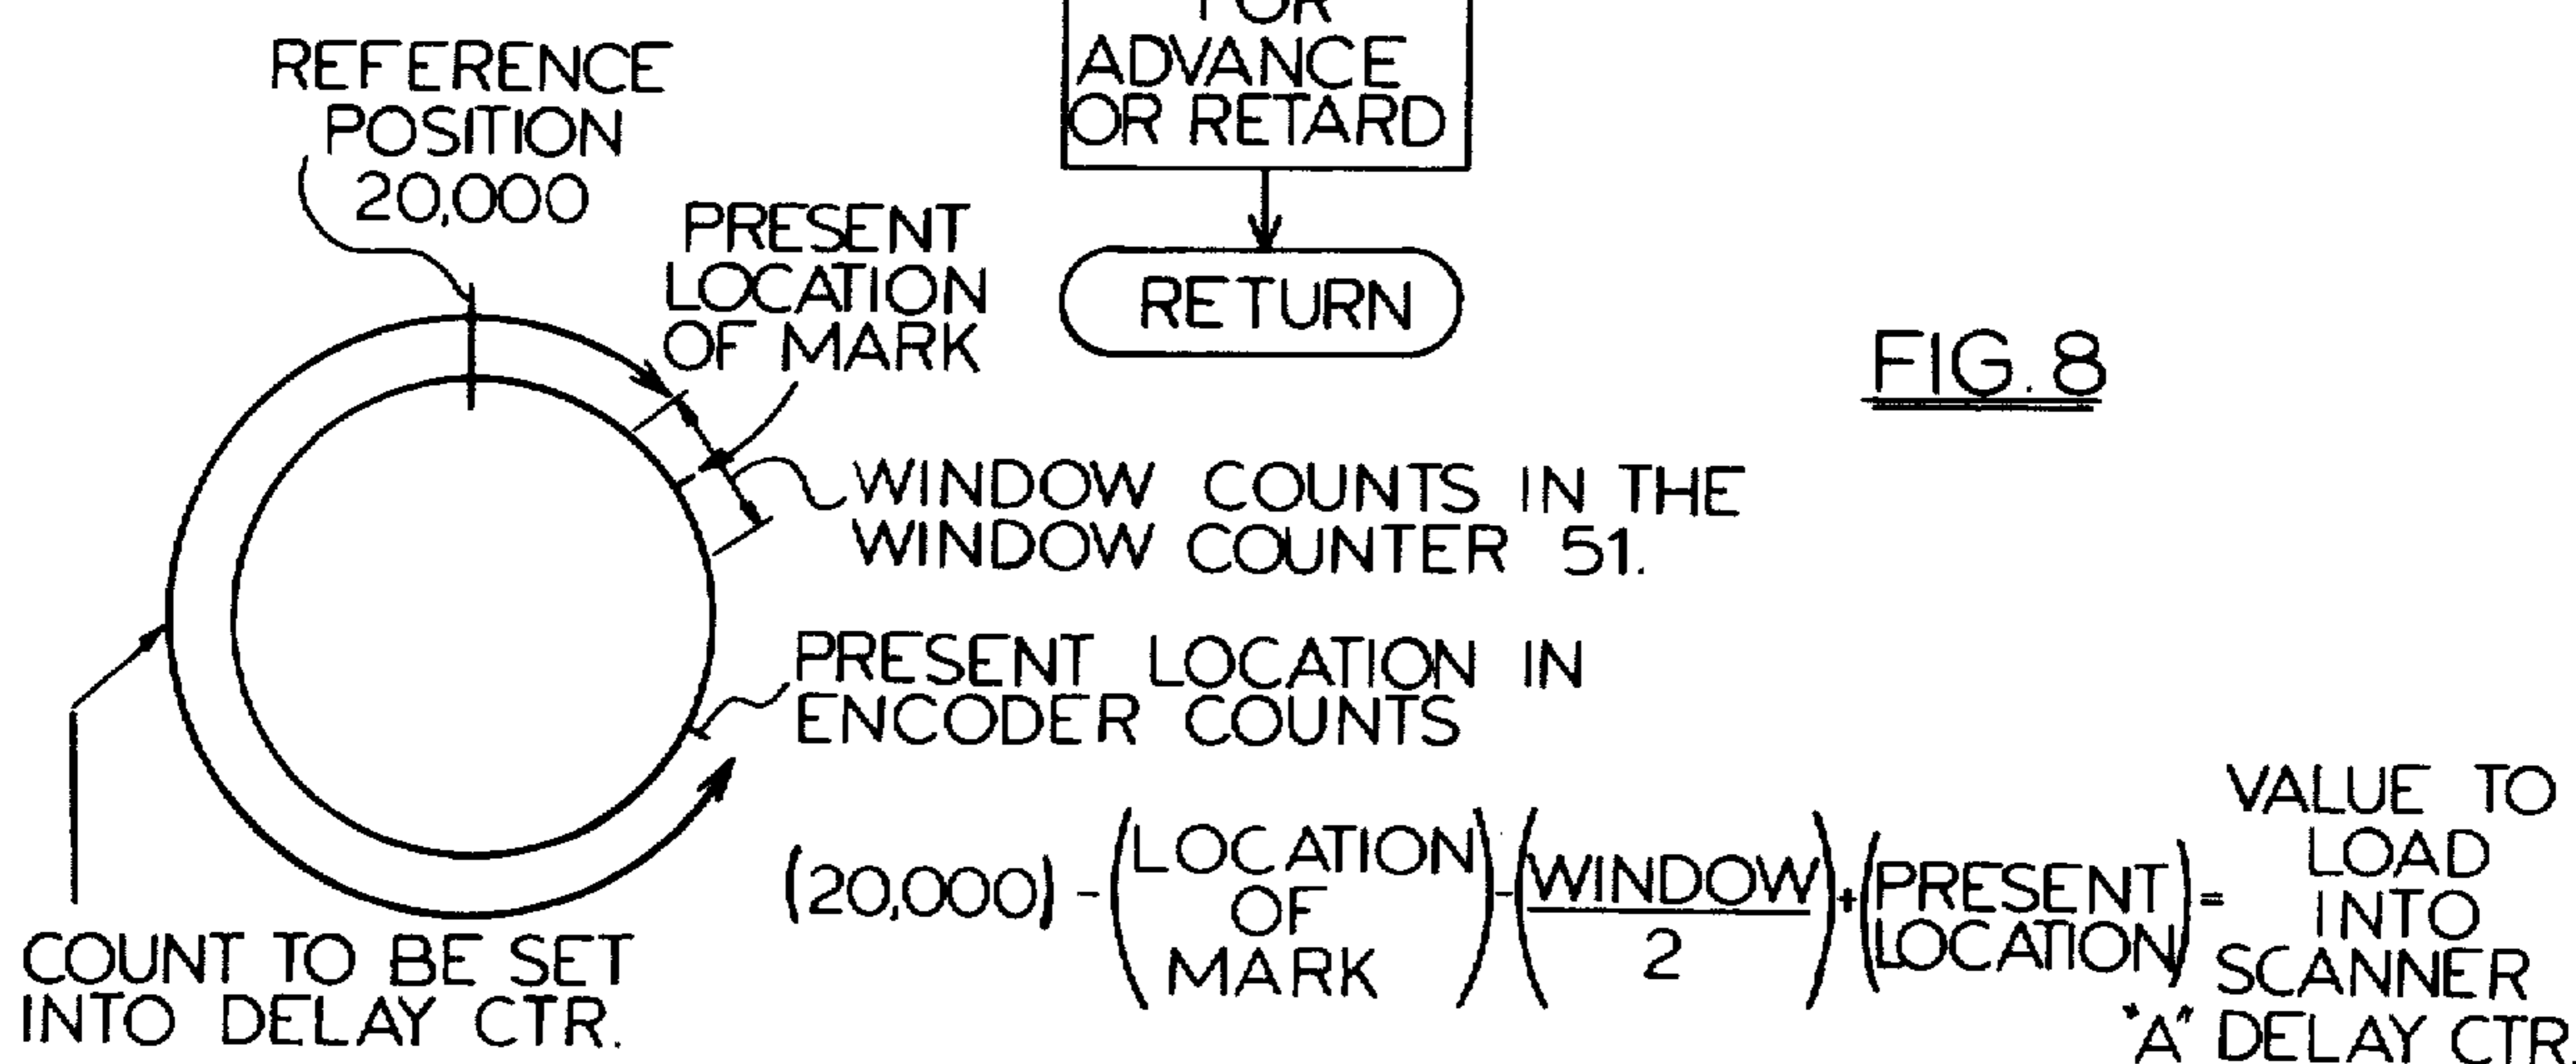 FOR
ADVANCE
OR RETARD
RETURN
REFERENCE
POSITION
20,000
PRESENT
LOCATION
OF MARK
FIG. 8
WINDOW COUNTS IN THE
WINDOW COUNTER 51.
PRESENT LOCATION IN
ENCODER COUNTS
COUNT TO BE SET
INTO DELAY CTR.
(20,000) - (LOCATION OF MARK) - (WINDOW / 2) + (PRESENT LOCATION) =
VALUE TO
LOAD
INTO
SCANNER
"A" DELAY CTR.